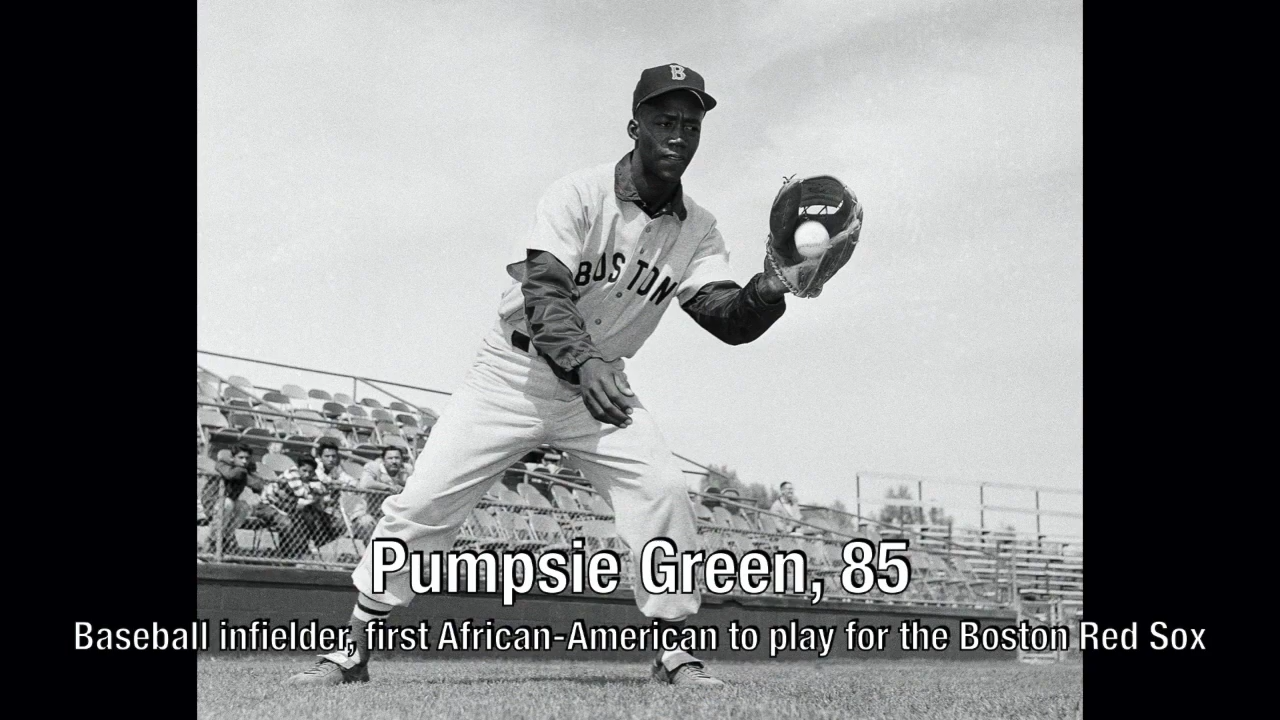 B
BOSTON
Pumpsie Green, 85
Baseball infielder, first African-American to play for the Boston Red Sox